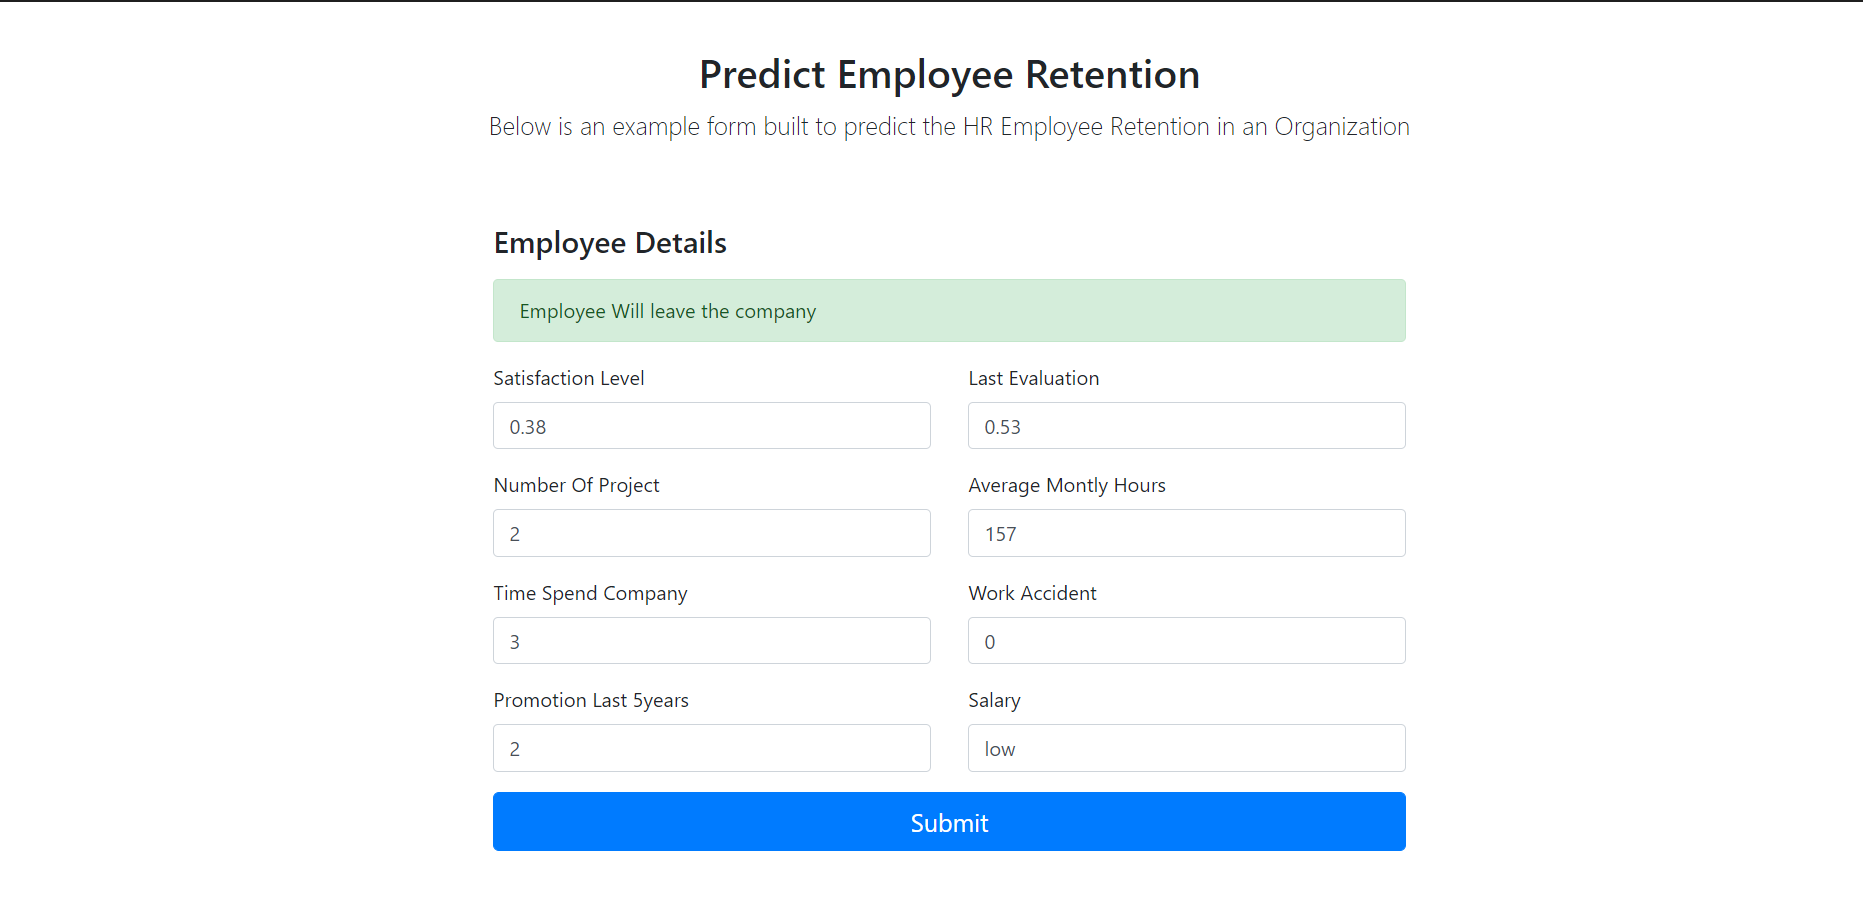 Predict Employee Retention
Below is an example form built to predict the HR Employee Retention in an Organization
Employee Details
Employee Will leave the company
Satisfaction Level
Last Evaluation
0.38
0.53
Number Of Project
Average Montly Hours
2
157
Time Spend Company
Work Accident
3
0
Promotion Last 5years
Salary
2
low
Submit